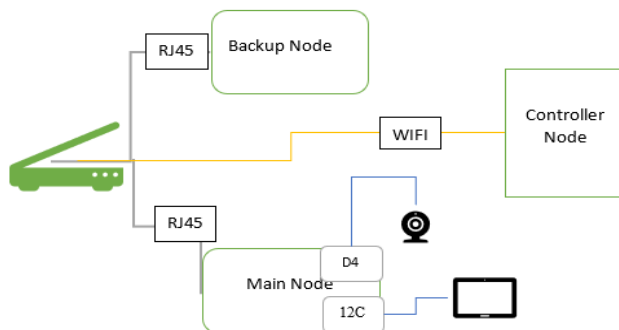 RJ45
Backup Node
Controller
Node
WIFI
RJ45
D4
Main Node
12C